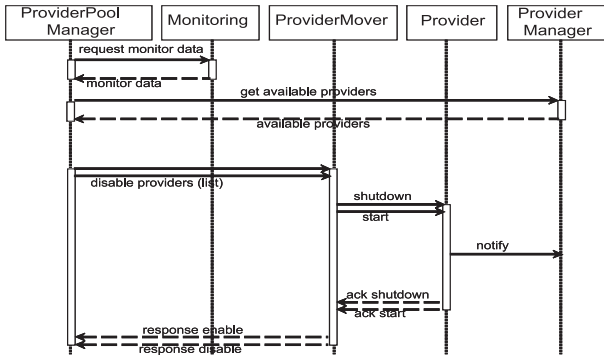 ProviderPool
Manager
Monitoring
ProviderMover
Provider
Provider
Manager
request monitor data
monitor data
get available providers
available providers
disable providers (list)
shutdown
start
notify
ack shutdown
ack start
response enable
response disable